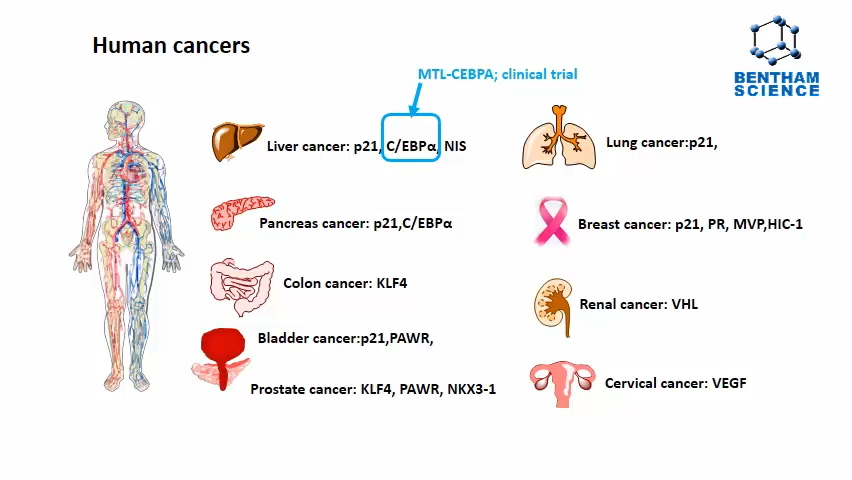 Human cancers
MTL-CEBPA; clinical trial
BENTHAM
SCIENCE
Liver cancer: p21, C/EBPα, NIS
Lung cancer:p21,
Pancreas cancer: p21,C/EBPα
Breast cancer: p21, PR, MVP,HIC-1
Colon cancer: KLF4
Renal cancer: VHL
Bladder cancer:p21,PAWR,
Prostate cancer: KLF4, PAWR, NKX3-1
Cervical cancer: VEGF